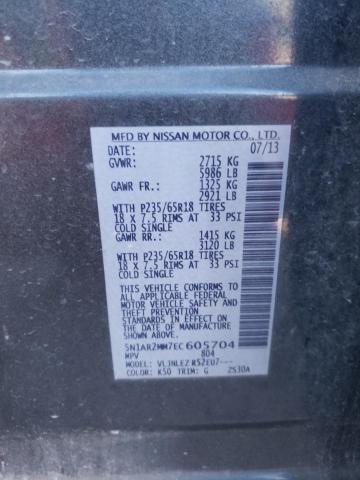 MFD BY NISSAN MOTOR CO., LTD.
DATE: 07/13
GVWR: 2715 KG
5986 LB
GAWR FR.: 1325 KG
2921 LB
WITH P235/65R18 TIRES
18 X 7.5 RIMS AT 33 PSI
COLD SINGLE
GAWR RR.: 1415 KG
3120 LB
WITH P235/65R18 TIRES
18 X 7.5 RIMS AT 33 PSI
COLD SINGLE
THIS VEHICLE CONFORMS TO
ALL APPLICABLE FEDERAL
MOTOR VEHICLE SAFETY AND
THEFT PREVENTION
STANDARDS IN EFFECT ON
THE DATE OF MANUFACTURE
SHOWN ABOVE.
5N1AR2MM7EC605704
MPV 804
MODEL:
COLOR: K50 TRIM: G 2530A